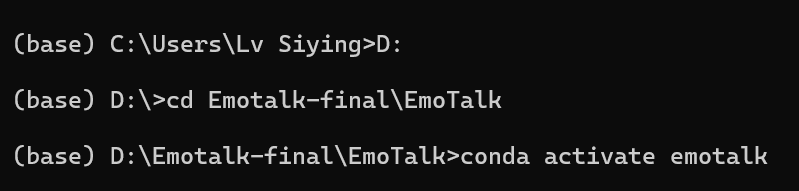 (base) C:\Users\Lv Siying>D:
(base) D:\>cd Emotalk-final\EmoTalk
(base) D:\Emotalk-final\EmoTalk>conda activate emotalk